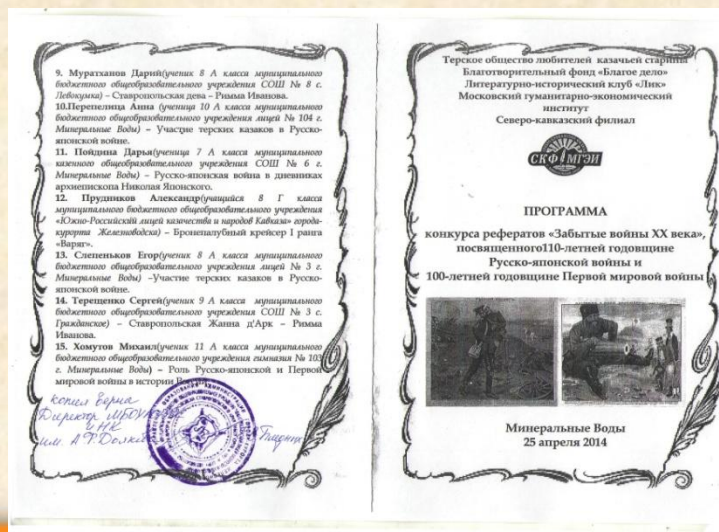 9. Муратханов Дарий(ученик 8 А класса муниципального
бюджетного общеобразовательного учреждения СОШ № 8 с.
Левокумка) – Ставропольская дева – Римма Иванова.
10.Перепелица Анна (ученица 10 А класса муниципального
бюджетного общеобразовательного учреждения лицей № 104 г.
Минеральные Воды) – Участие терских казаков в Русско-
японской войне.
11. Пойдина Дарья(ученица 7 А класса муниципального
казенного общеобразовательного учреждения СОШ № 6 г.
Минеральные Воды) – Русско-японская война в дневниках
архиепископа Николая Японского.
12. Прудников Александр(учащийся 8 Г класса
муниципального бюджетного общеобразовательного учреждения
«Южно-Российский лицей казачества и народов Кавказа» города-
курорта Железноводска) – Бронепалубный крейсер I ранга
«Варяг».
13. Слепеньков Егор(ученик 8 А класса муниципального
бюджетного общеобразовательного учреждения лицей № 3 г.
Минеральные Воды) –Участие терских казаков в Русско-
японской войне.
14. Терещенко Сергей(ученик 9 А класса муниципального
бюджетного общеобразовательного учреждения СОШ № 3 с.
Гражданское) – Ставропольская Жанна д'Арк – Римма
Иванова.
15. Хомутов Михаил(ученик 11 А класса муниципального
бюджетного общеобразовательного учреждения гимназия № 103
г. Минеральные Воды) – Роль Русско-японской и Первой
мировой войны в истории
копия верна
Директор
и НК
им. А.Ф.
Терское общество любителей казачьей старины
Благотворительный фонд «Благое дело»
Литературно-исторический клуб «Лик»
Московский гуманитарно-экономический
институт
Северо-кавказский филиал
СКФ МГЭИ
ПРОГРАММА
конкурса рефератов «Забытые войны XX века»,
посвященного110-летней годовщине
Русско-японской войны и
100-летней годовщине Первой мировой войны
Минеральные Воды
25 апреля 2014